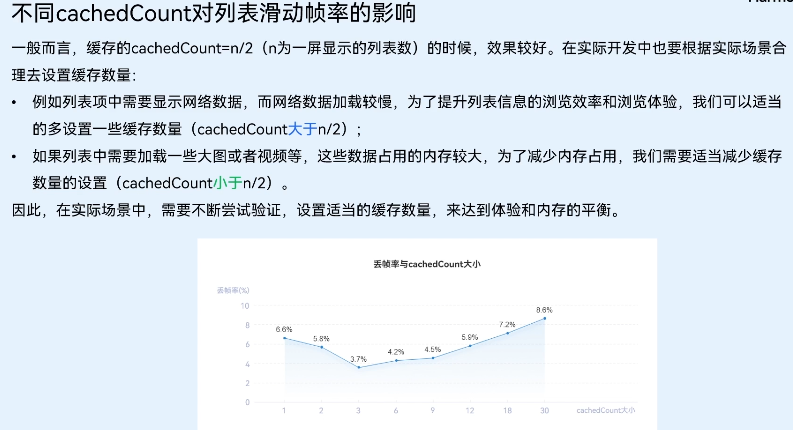 不同cachedCount对列表滑动帧率的影响
一般而言，缓存的cachedCount=n/2（n为一屏显示的列表数）的时候，效果较好。在实际开发中也要根据实际场景合
理去设置缓存数量：
• 例如列表项中需要显示网络数据，而网络数据加载较慢，为了提升列表信息的浏览效率和浏览体验，我们可以适当
的多设置一些缓存数量（cachedCount大于n/2）；
• 如果列表中需要加载一些大图或者视频等，这些数据占用的内存较大，为了减少内存占用，我们需要适当减少缓存
数量的设置（cachedCount小于n/2）。
因此，在实际场景中，需要不断尝试验证，设置适当的缓存数量，来达到体验和内存的平衡。
丢帧率与cachedCount大小
丢帧率(%)
10
8.6%
8
7.2%
6.6%
5.8%
5.9%
6
4.2%
4.5%
3.7%
4
2
0
1 2 3 6 9 12 18 30 cachedCount大小